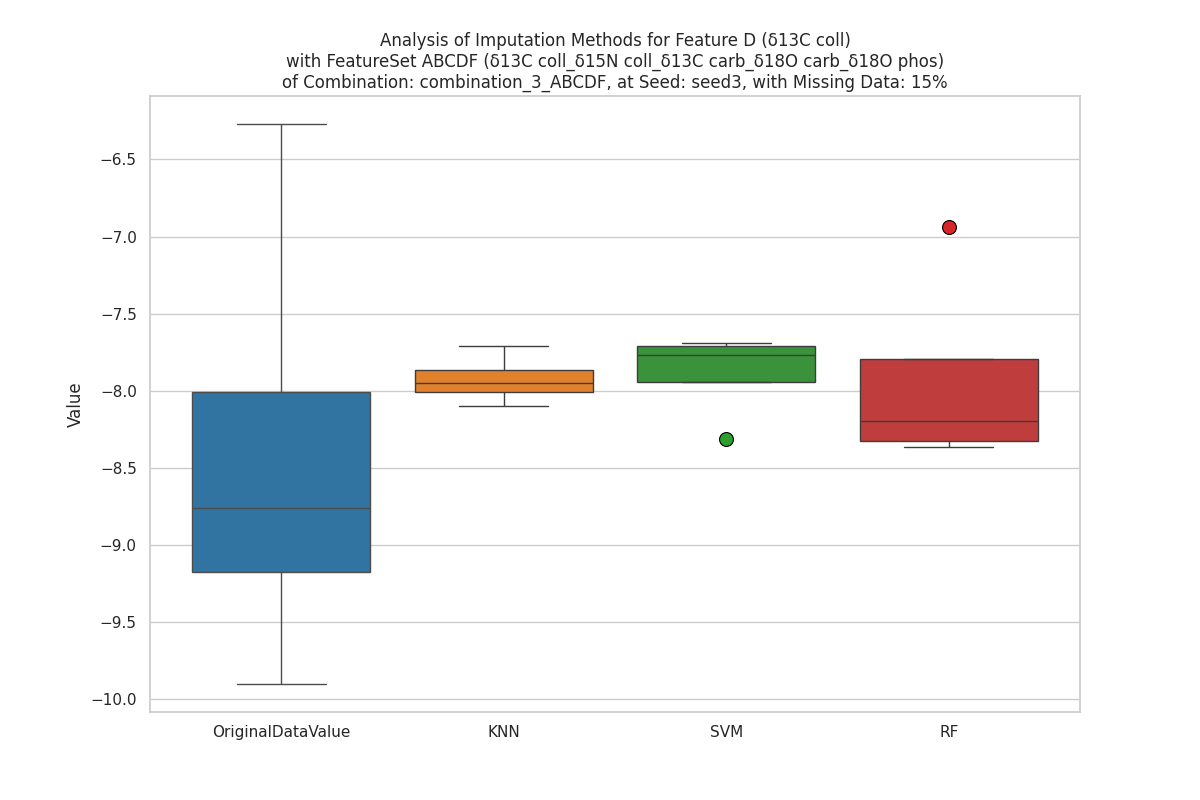 Analysis of Imputation Methods for Feature D (δ13C coll)
with FeatureSet ABCDF (δ13C coll_δ15N coll_δ13C carb_δ18O carb_δ18O phos)
of Combination: combination_3_ABCDF, at Seed: seed3, with Missing Data: 15%
Value
−6.5
−7.0
−7.5
−8.0
−8.5
−9.0
−9.5
−10.0
OriginalDataValue KNN SVM RF